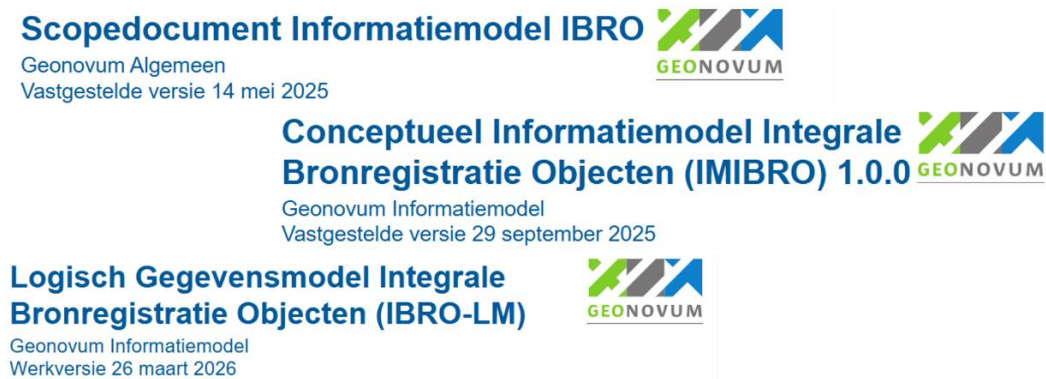 Scopedocument Informatiemodel IBRO
GEONOVUM
Geonovum Algemeen
Vastgestelde versie 14 mei 2025
Conceptueel Informatiemodel Integrale
Bronregistratie Objecten (IMIBRO) 1.0.0
GEONOVUM
Geonovum Informatiemodel
Vastgestelde versie 29 september 2025
Logisch Gegevensmodel Integrale
Bronregistratie Objecten (IBRO-LM)
GEONOVUM
Geonovum Informatiemodel
Werkversie 26 maart 2026